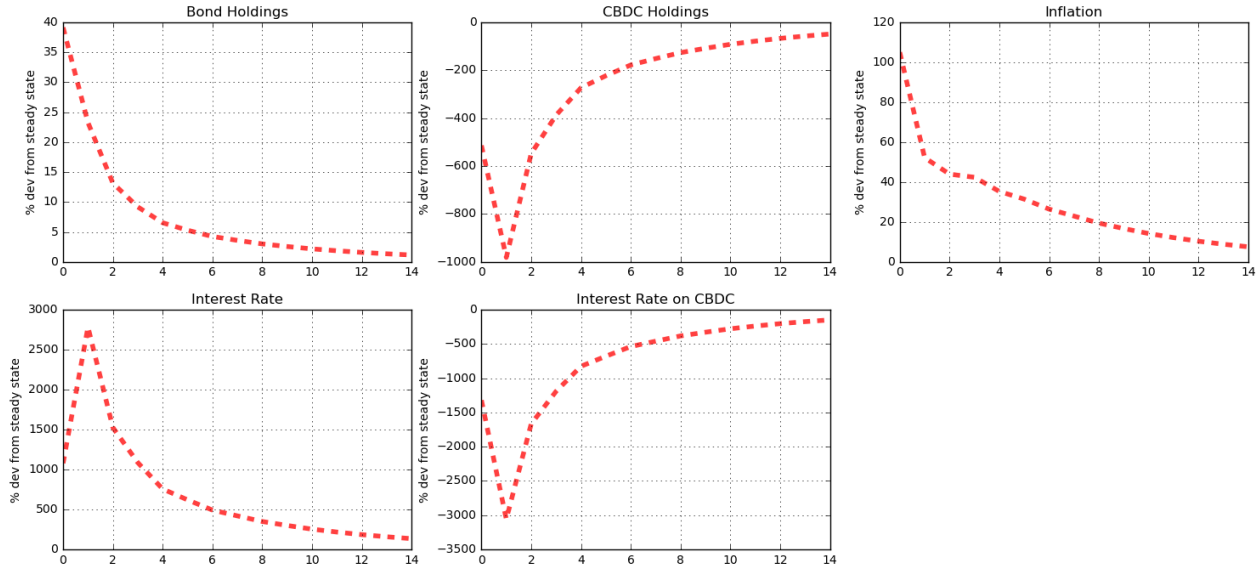 Bond Holdings
% dev from steady state
40
35
30
25
20
15
10
5
0
0 2 4 6 8 10 12 14
CBDC Holdings
% dev from steady state
0
−200
−400
−600
−800
−1000
0 2 4 6 8 10 12 14
Inflation
% dev from steady state
120
100
80
60
40
20
0
0 2 4 6 8 10 12 14
Interest Rate
% dev from steady state
3000
2500
2000
1500
1000
500
0
0 2 4 6 8 10 12 14
Interest Rate on CBDC
% dev from steady state
0
−500
−1000
−1500
−2000
−2500
−3000
−3500
0 2 4 6 8 10 12 14